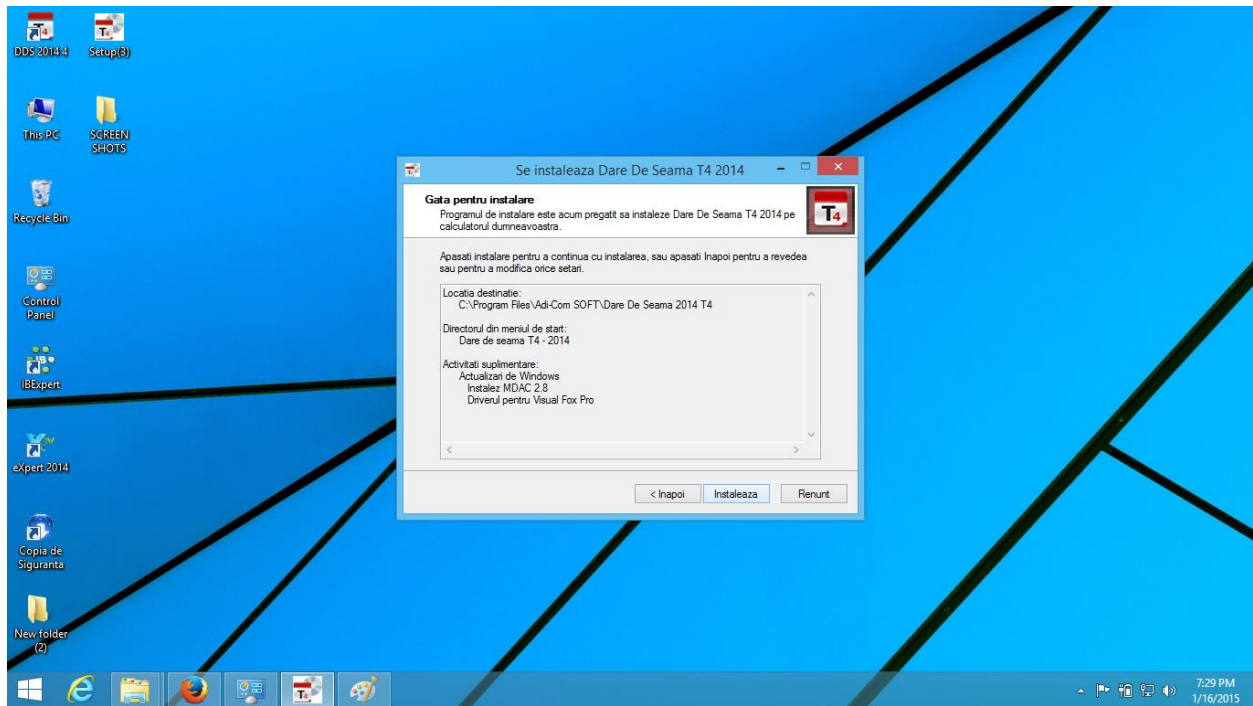 DDS 2014 4
Setup(3)
This PC
SCREEN
SHOTS
Recycle Bin
Control
Panel
IBExpert
eXpert 2014
Copia de
Siguranta
New folder
(2)
Se instaleaza Dare De Seama T4 2014
Gata pentru instalare
Programul de instalare este acum pregatit sa instaleze Dare De Seama T4 2014 pe
calculatorul dumneavoastra.
T4
Apasati instalare pentru a continua cu instalarea, sau apasati Inapoi pentru a revedea
sau pentru a modifica orice setari.
Locatia destinatie:
C:\Program Files\Adi-Com SOFT\Dare De Seama 2014 T4
Directorul din meniul de start:
Dare de seama T4 - 2014
Activitati suplimentare:
Actualizari de Windows
Instalez MDAC 2.8
Driverul pentru Visual Fox Pro
< Inapoi
Instaleaza
Renunt
7:29 PM
1/16/2015